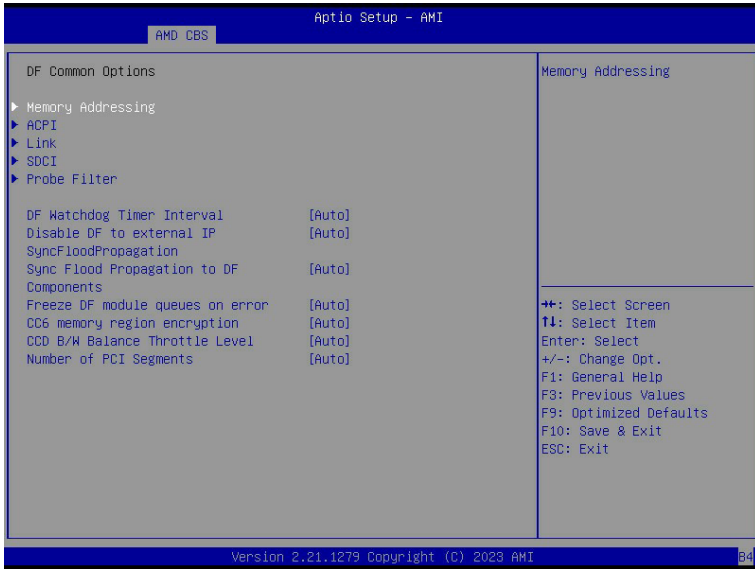 Aptio Setup - AMI
AMD CBS
DF Common Options
Memory Addressing
ACPI
Link
SDCI
Probe Filter
DF Watchdog Timer Interval [Auto]
Disable DF to external IP [Auto]
SyncFloodPropagation
Sync Flood Propagation to DF [Auto]
Components
Freeze DF module queues on error [Auto]
CC6 memory region encryption [Auto]
CCD B/W Balance Throttle Level [Auto]
Number of PCI Segments [Auto]
Memory Addressing
→←: Select Screen
↑↓: Select Item
Enter: Select
+/-: Change Opt.
F1: General Help
F3: Previous Values
F9: Optimized Defaults
F10: Save & Exit
ESC: Exit
Version 2.21.1279 Copyright (C) 2023 AMI
B4